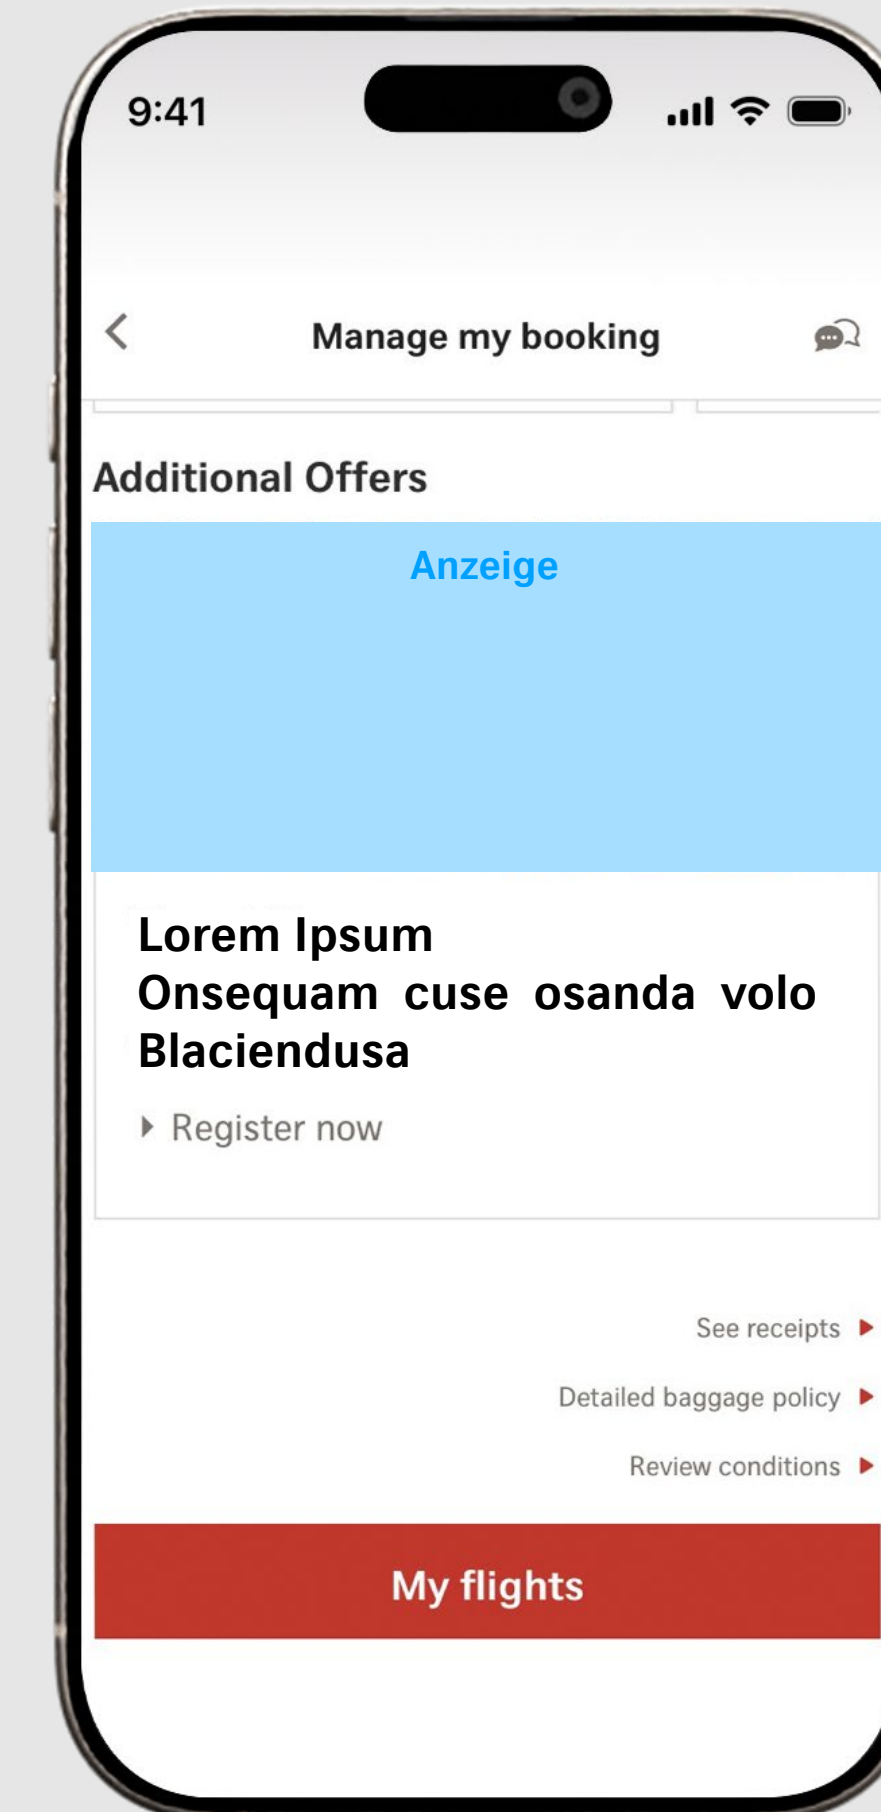 9:41
Manage my booking
Additional Offers
Anzeige
Lorem Ipsum
Onsequam cuse osanda volo
Blaciendusa
Register now
See receipts
Detailed baggage policy
Review conditions
My flights